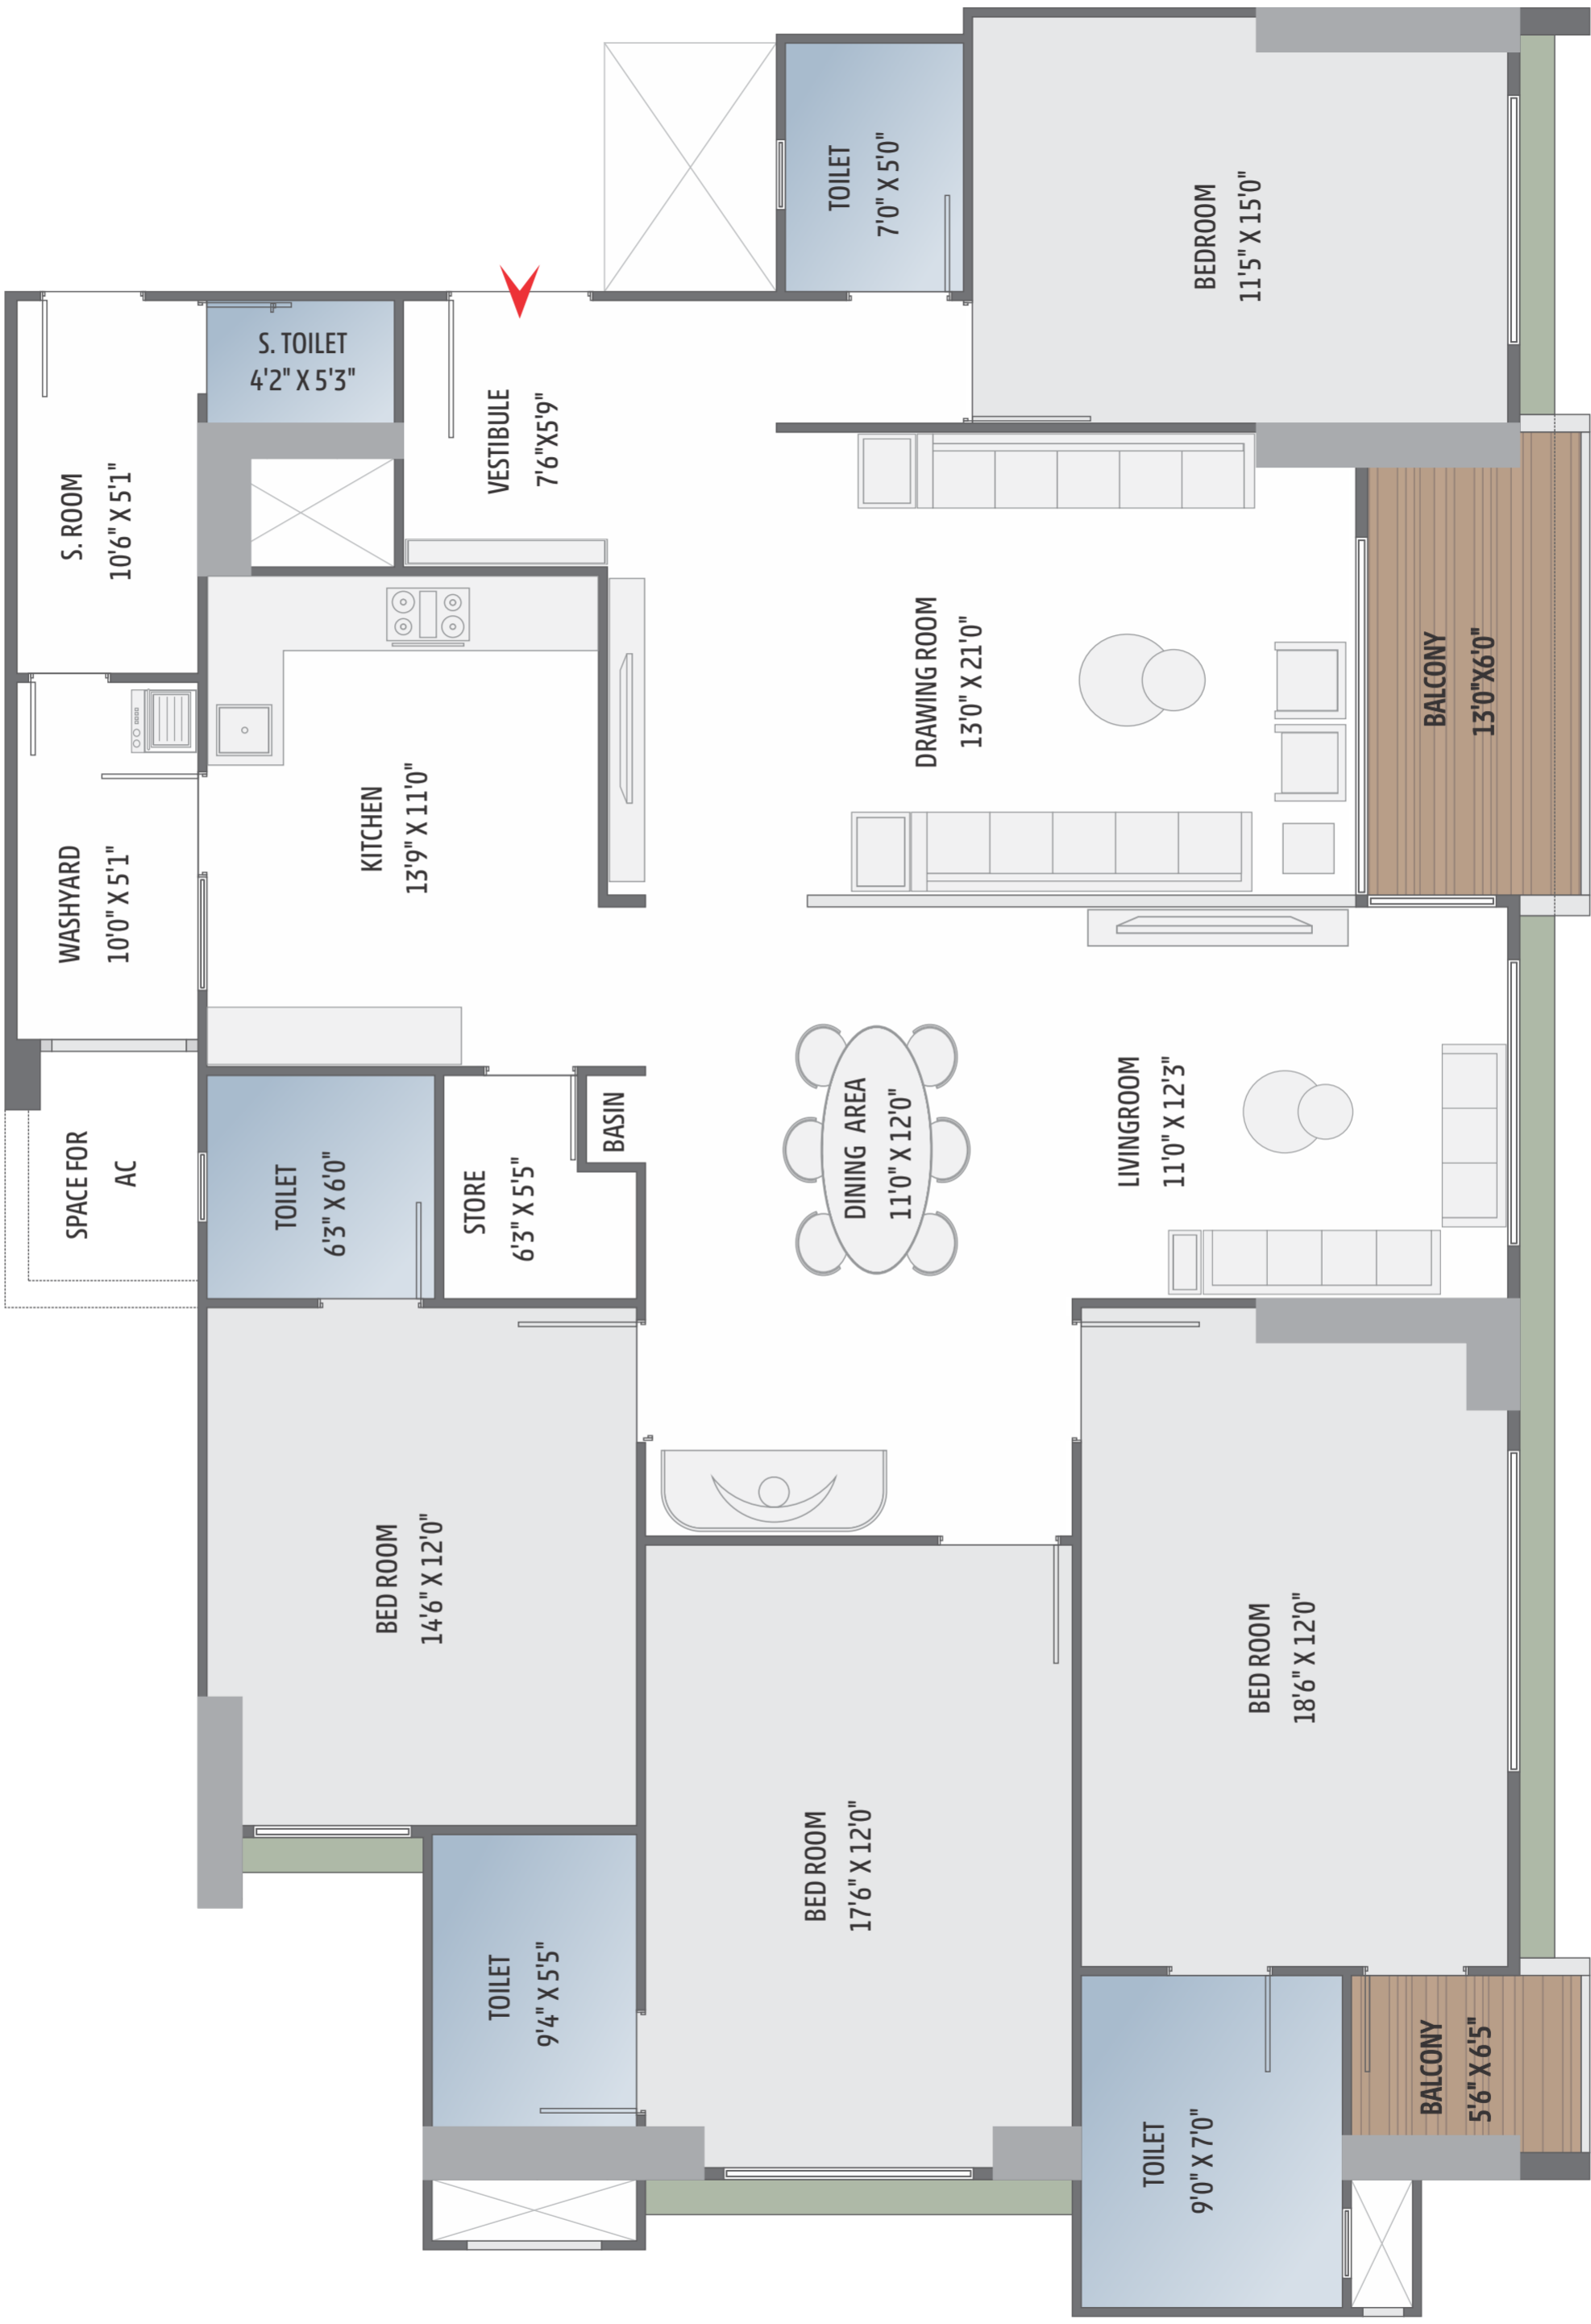 TOILET
7'0" X 5'0"
BEDROOM
11'5" X 15'0"
S. TOILET
4'2" X 5'3"
VESTIBULE
7'6"X5'9"
S. ROOM
10'6" X 5'1"
DRAWING ROOM
13'0" X 21'0"
BALCONY
13'0"X6'0"
KITCHEN
13'9" X 11'0"
WASHYARD
10'0" X 5'1"
SPACE FOR
AC
TOILET
6'3" X 6'0"
STORE
6'3" X 5'5"
BASIN
DINING AREA
11'0" X 12'0"
LIVINGROOM
11'0" X 12'3"
BED ROOM
14'6" X 12'0"
BED ROOM
17'6" X 12'0"
BED ROOM
18'6" X 12'0"
TOILET
9'4" X 5'5"
TOILET
9'0" X 7'0"
BALCONY
5'6" X 6'5"